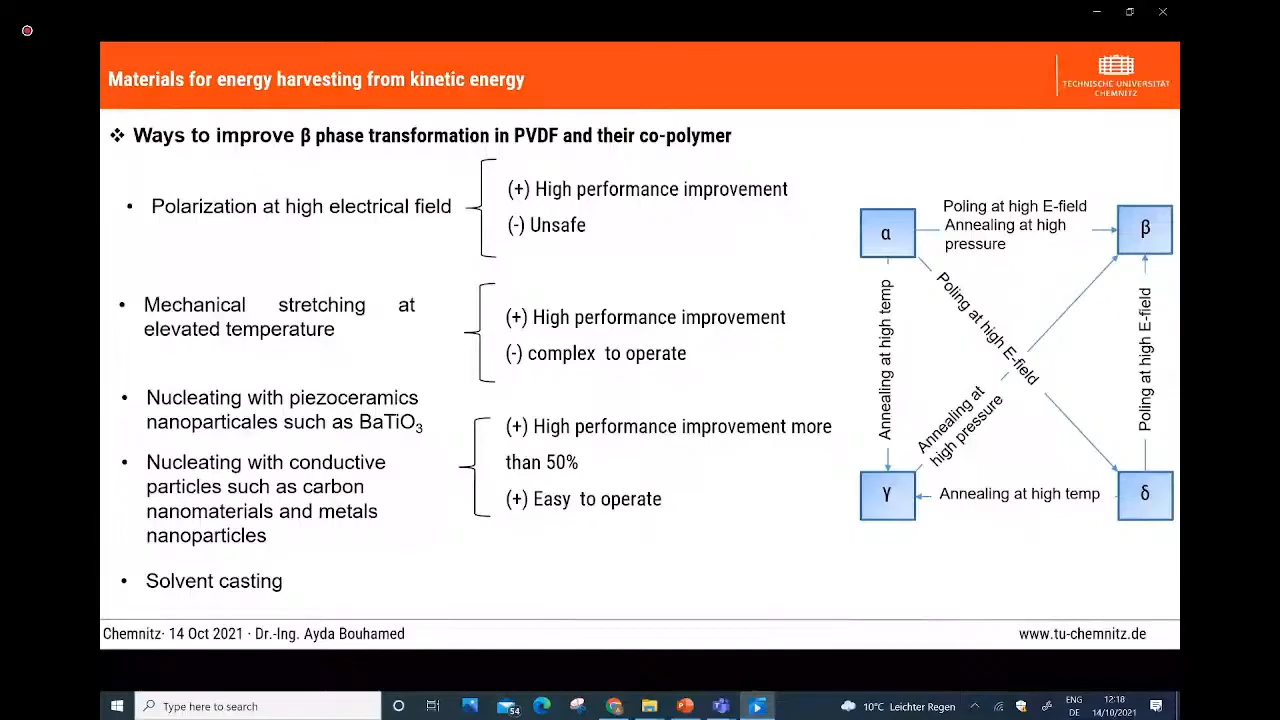 Materials for energy harvesting from kinetic energy
TECHNISCHE UNIVERSITÄT
CHEMNITZ
❖ Ways to improve β phase transformation in PVDF and their co-polymer
• Polarization at high electrical field
(+) High performance improvement
(-) Unsafe
• Mechanical stretching at
elevated temperature
(+) High performance improvement
(-) complex to operate
• Nucleating with piezoceramics
nanoparticales such as BaTiO₃
• Nucleating with conductive
particles such as carbon
nanomaterials and metals
nanoparticles
(+) High performance improvement more
than 50%
(+) Easy to operate
• Solvent casting
α
Poling at high E-field
Annealing at high
pressure
β
Annealing at high temp
Poling at high E-field
Annealing at
high pressure
Poling at high E-field
γ
Annealing at high temp
δ
Chemnitz· 14 Oct 2021 · Dr.-Ing. Ayda Bouhamed
www.tu-chemnitz.de
Type here to search
54
10°C Leichter Regen
ENG
DE
12:18
14/10/2021